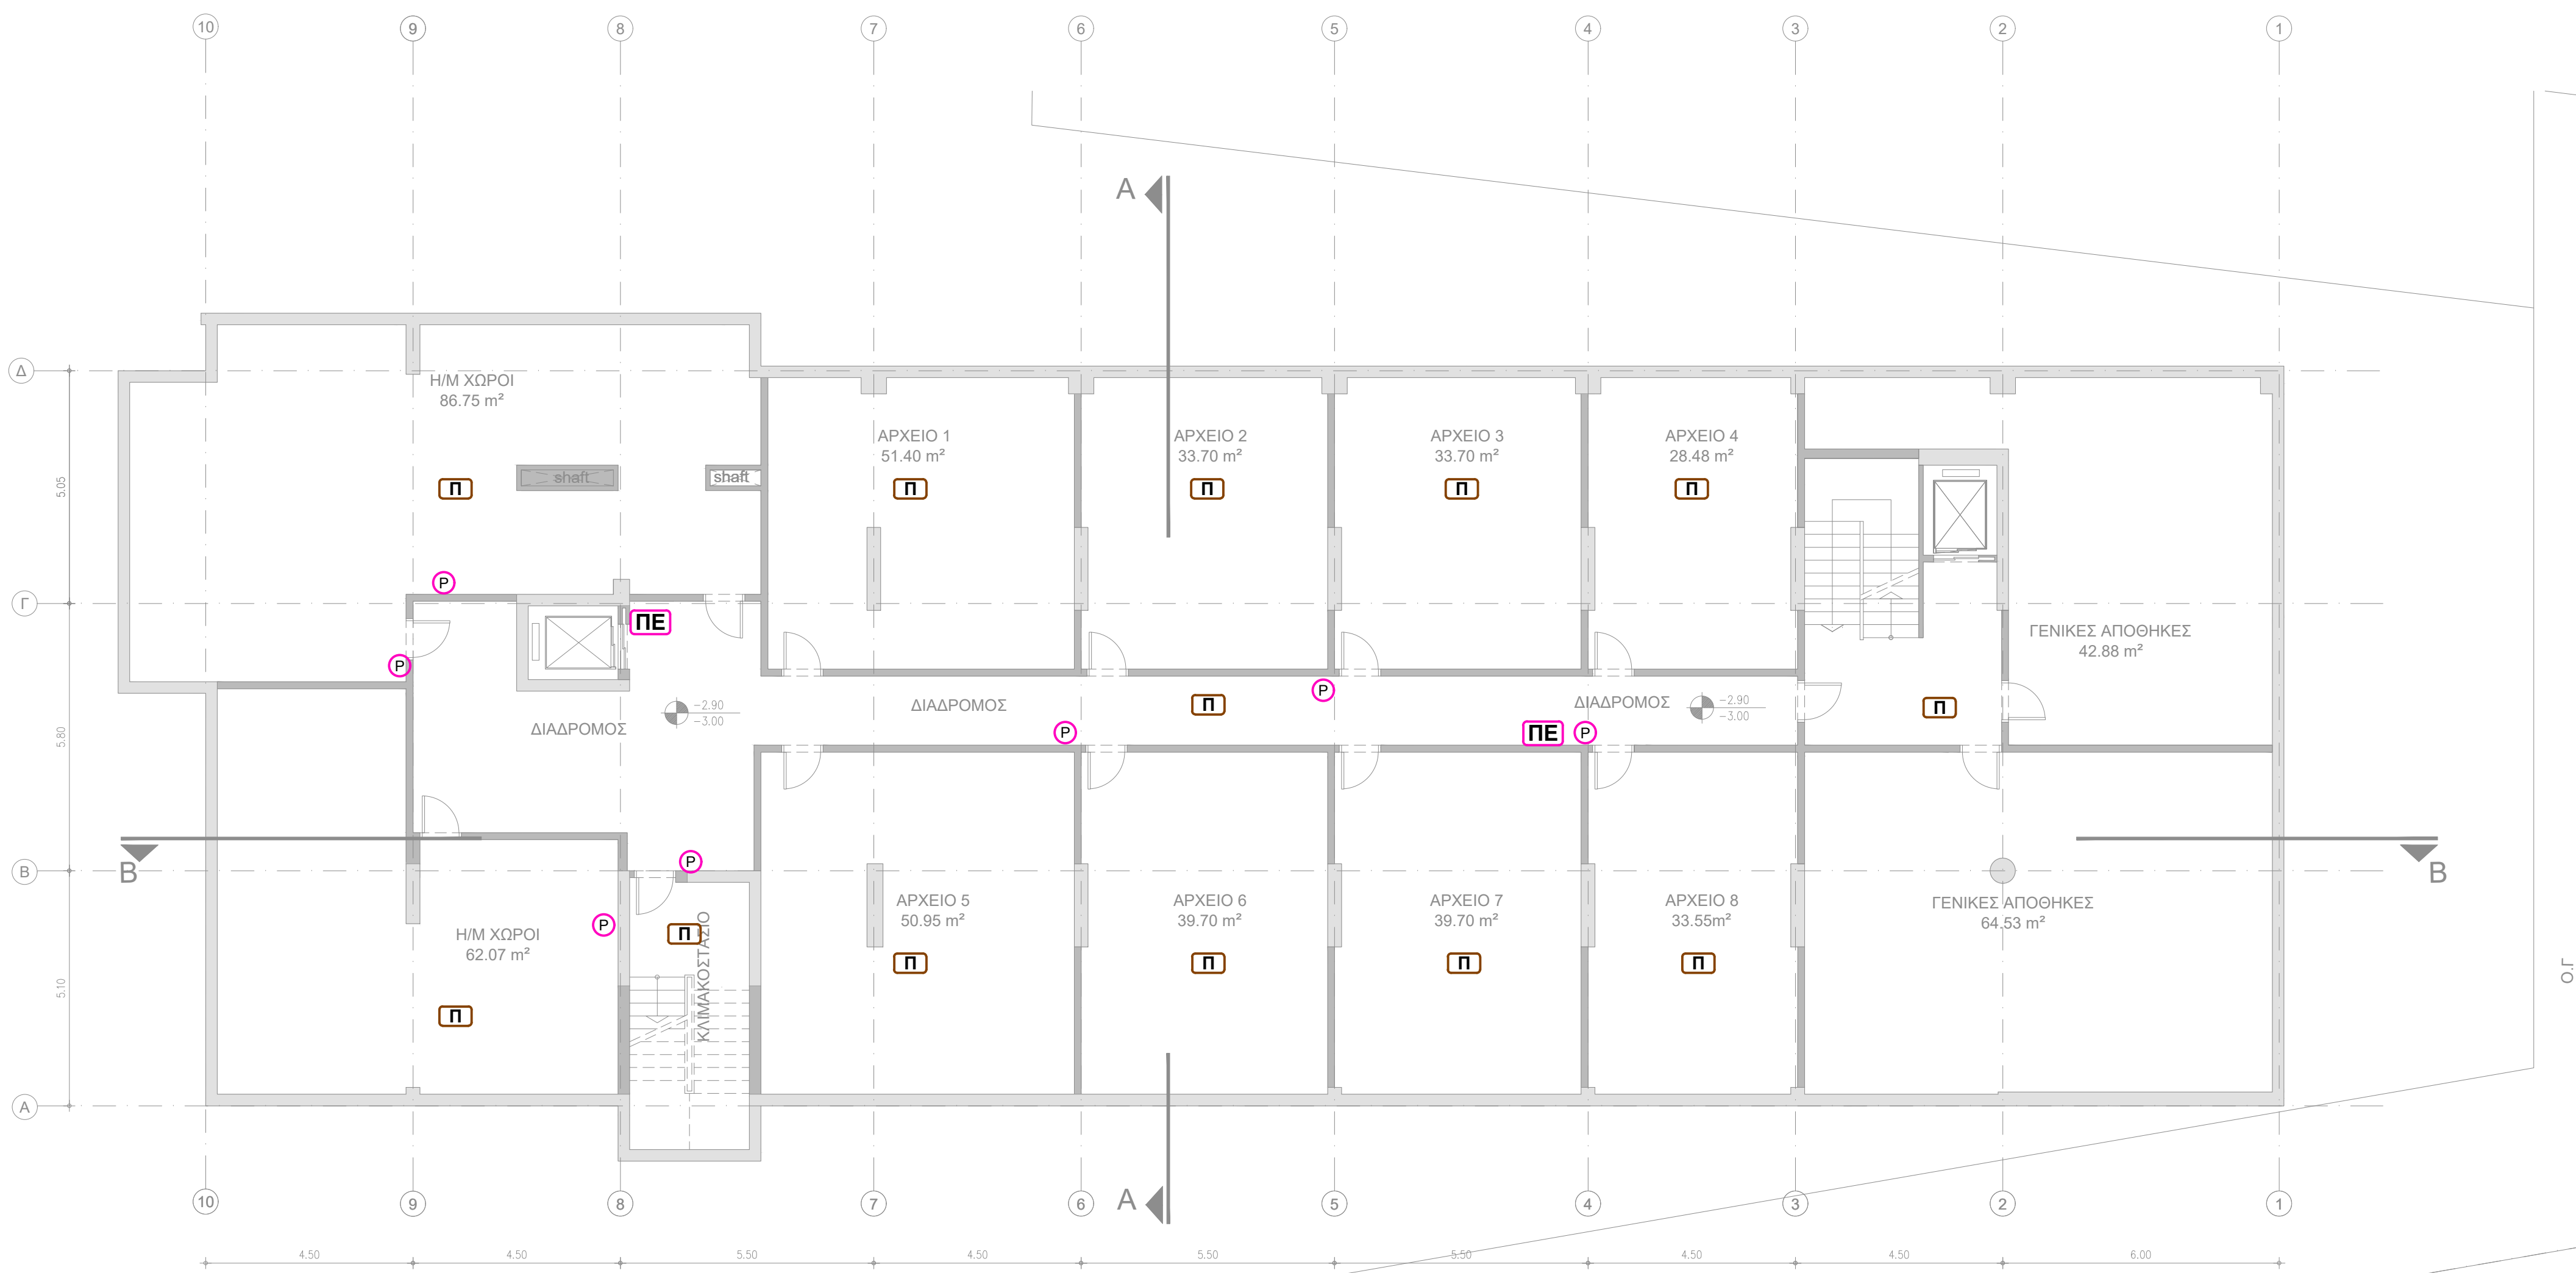 10 9 8 7 6 5 4 3 2 1
A
Δ
Η/Μ ΧΩΡΟΙ
86.75 m²
ΑΡΧΕΙΟ 1
51.40 m²
ΑΡΧΕΙΟ 2
33.70 m²
ΑΡΧΕΙΟ 3
33.70 m²
ΑΡΧΕΙΟ 4
28.48 m²
shaft
shaft
5.05
Π
Π
Π
Π
Π
P
Γ
ΠΕ
ΓΕΝΙΚΕΣ ΑΠΟΘΗΚΕΣ
42.88 m²
P
P
ΔΙΑΔΡΟΜΟΣ
-2.90
-3.00
ΔΙΑΔΡΟΜΟΣ
Π
ΔΙΑΔΡΟΜΟΣ
-2.90
-3.00
Π
5.80
P
ΠΕ
P
B
B
B
P
ΑΡΧΕΙΟ 5
50.95 m²
ΑΡΧΕΙΟ 6
39.70 m²
ΑΡΧΕΙΟ 7
39.70 m²
ΑΡΧΕΙΟ 8
33.55m²
ΓΕΝΙΚΕΣ ΑΠΟΘΗΚΕΣ
64.53 m²
P
Η/Μ ΧΩΡΟΙ
62.07 m²
Π
ΚΛΙΜΑΚΟΣΤΑΣΙΟ
Π
Π
Π
Π
Ο.Γ
5.10
Π
A
A
10 9 8 7 6 5 4 3 2 1
4.50 4.50 5.50 4.50 5.50 5.50 4.50 4.50 6.00